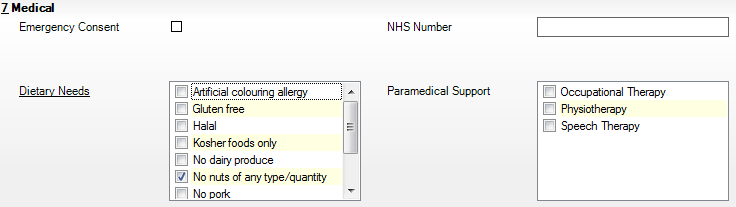 7 Medical
Emergency Consent
NHS Number
Dietary Needs
Artificial colouring allergy
Gluten free
Halal
Kosher foods only
No dairy produce
No nuts of any type/quantity
No pork
Paramedical Support
Occupational Therapy
Physiotherapy
Speech Therapy